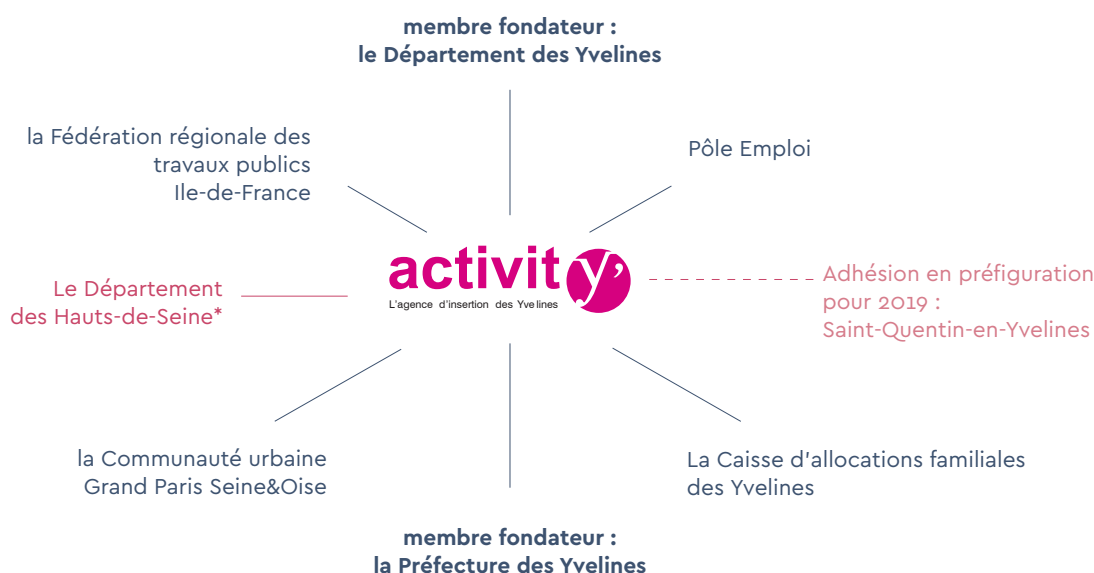 membre fondateur :
le Département des Yvelines
la Fédération régionale des
travaux publics
Ile-de-France
Pôle Emploi
activity'
L'agence d'insertion des Yvelines
Le Département
des Hauts-de-Seine*
Adhésion en préfiguration
pour 2019 :
Saint-Quentin-en-Yvelines
la Communauté urbaine
Grand Paris Seine&Oise
La Caisse d'allocations familiales
des Yvelines
membre fondateur :
la Préfecture des Yvelines